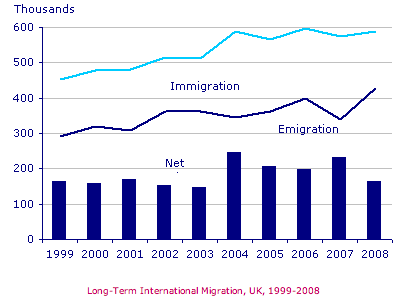 Thousands
600
500
400
300
200
100
0
Immigration
Emigration
Net
1999 2000 2001 2002 2003 2004 2005 2006 2007 2008
Long-Term International Migration, UK, 1999-2008